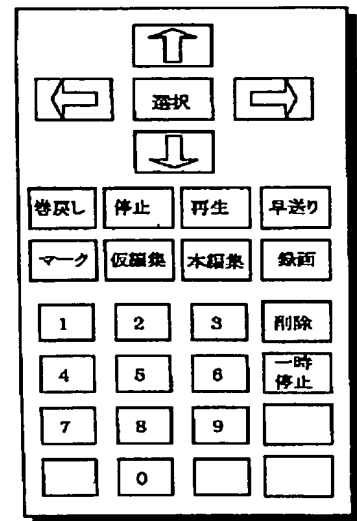 選択
巻戻し 停止 再生 早送り
マーク 仮編集 本編集 録画
1 2 3 削除
4 5 6 一時
停止
7 8 9
0